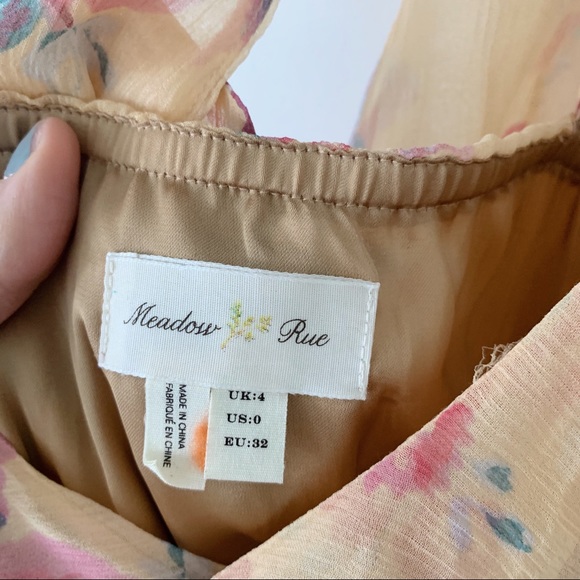 Meadow Rue
MADE IN CHINA
FABRIQUÉ EN CHINE
UK:4
US:0
EU:32